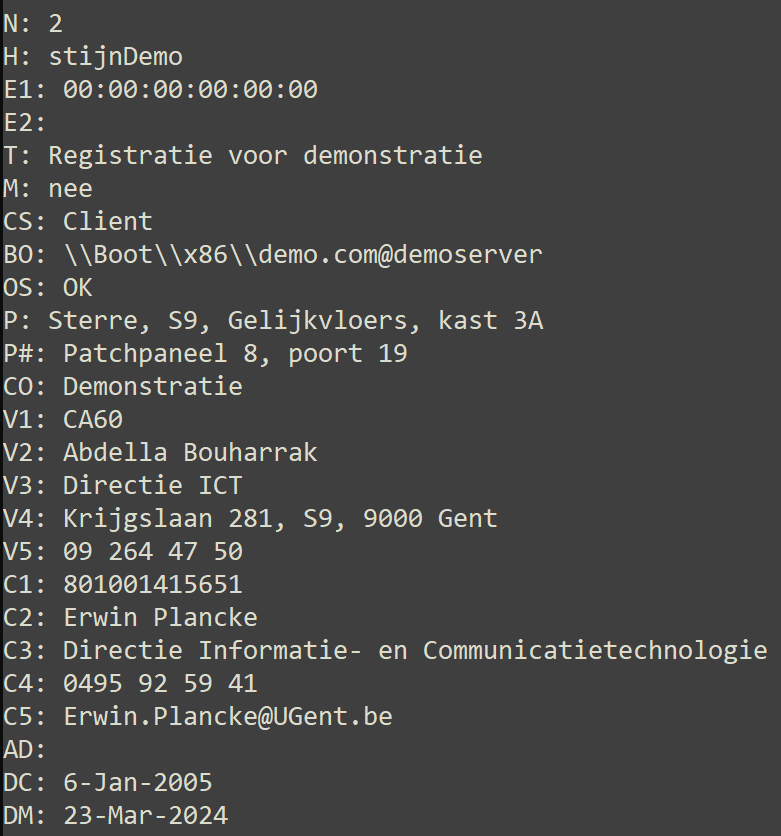 N: 2
H: stijnDemo
E1: 00:00:00:00:00:00
E2:
T: Registratie voor demonstratie
M: nee
CS: Client
BO: \\Boot\\x86\\demo.com@demoserver
OS: OK
P: Sterre, S9, Gelijkvloers, kast 3A
P#: Patchpaneel 8, poort 19
CO: Demonstratie
V1: CA60
V2: Abdella Bouharrak
V3: Directie ICT
V4: Krijgslaan 281, S9, 9000 Gent
V5: 09 264 47 50
C1: 801001415651
C2: Erwin Plancke
C3: Directie Informatie- en Communicatietechnologie
C4: 0495 92 59 41
C5: Erwin.Plancke@UGent.be
AD:
DC: 6-Jan-2005
DM: 23-Mar-2024